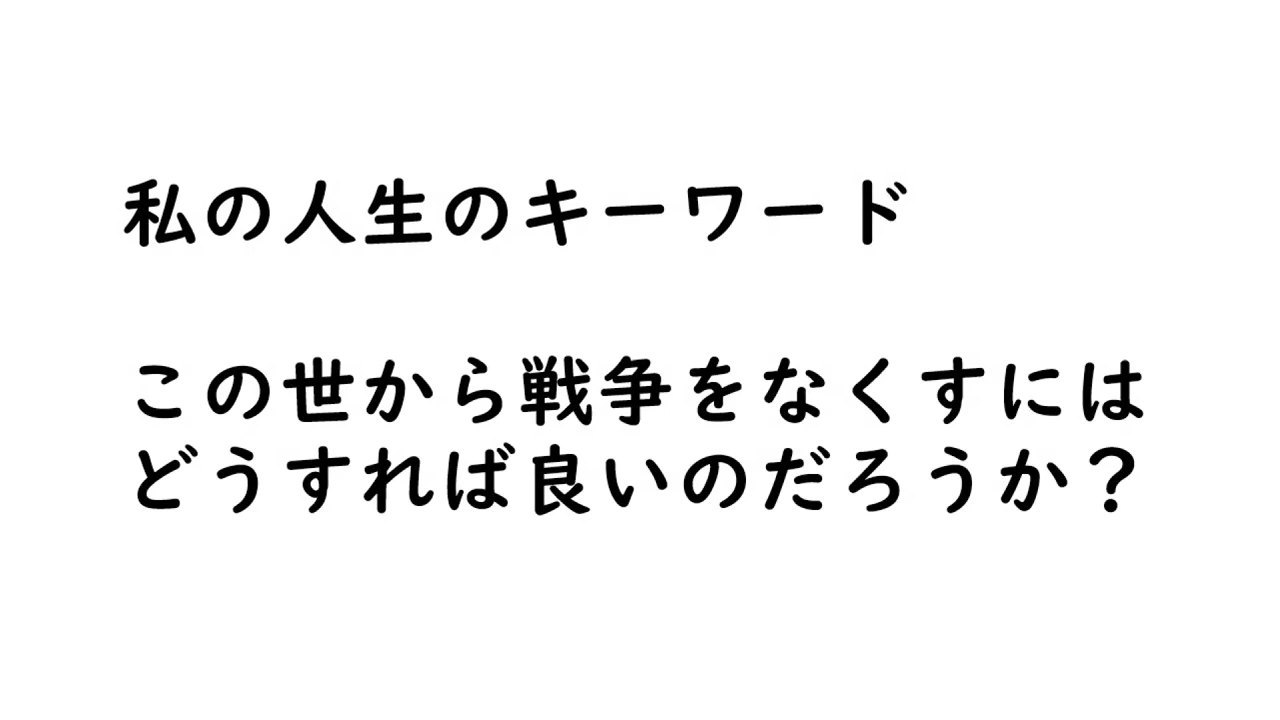 私の人生のキーワード
この世から戦争をなくすには
どうすれば良いのだろうか？